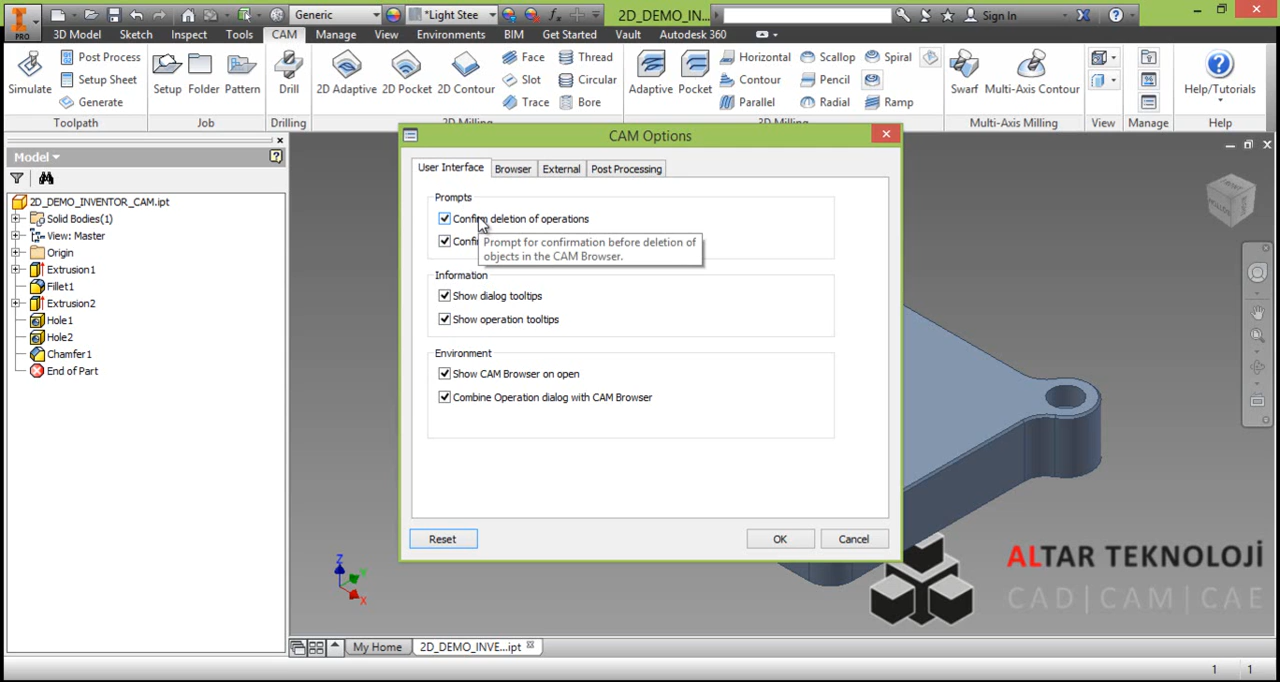 PRO
Generic
*Light Stee
2D_DEMO_IN...
Sign In
3D Model
Sketch
Inspect
Tools
CAM
Manage
View
Environments
BIM
Get Started
Vault
Autodesk 360
Simulate
Post Process
Setup Sheet
Generate
Toolpath
Setup
Folder
Pattern
Job
Drill
Drilling
2D Adaptive
2D Pocket
2D Contour
Face
Slot
Trace
Thread
Circular
Bore
Adaptive
Pocket
Horizontal
Contour
Parallel
Scallop
Pencil
Radial
Spiral
Ramp
Swarf
Multi-Axis Contour
Multi-Axis Milling
View
Manage
Help/Tutorials
Help
Model
2D_DEMO_INVENTOR_CAM.ipt
Solid Bodies(1)
View: Master
Origin
Extrusion1
Fillet1
Extrusion2
Hole1
Hole2
Chamfer1
End of Part
CAM Options
User Interface
Browser
External
Post Processing
Prompts
Confirm deletion of operations
Prompt for confirmation before deletion of
objects in the CAM Browser.
Information
Show dialog tooltips
Show operation tooltips
Environment
Show CAM Browser on open
Combine Operation dialog with CAM Browser
Reset
OK
Cancel
Z
X
ALTAR TEKNOLOJİ
CAD|CAM|CAE
My Home
2D_DEMO_INVE...ipt
1
1